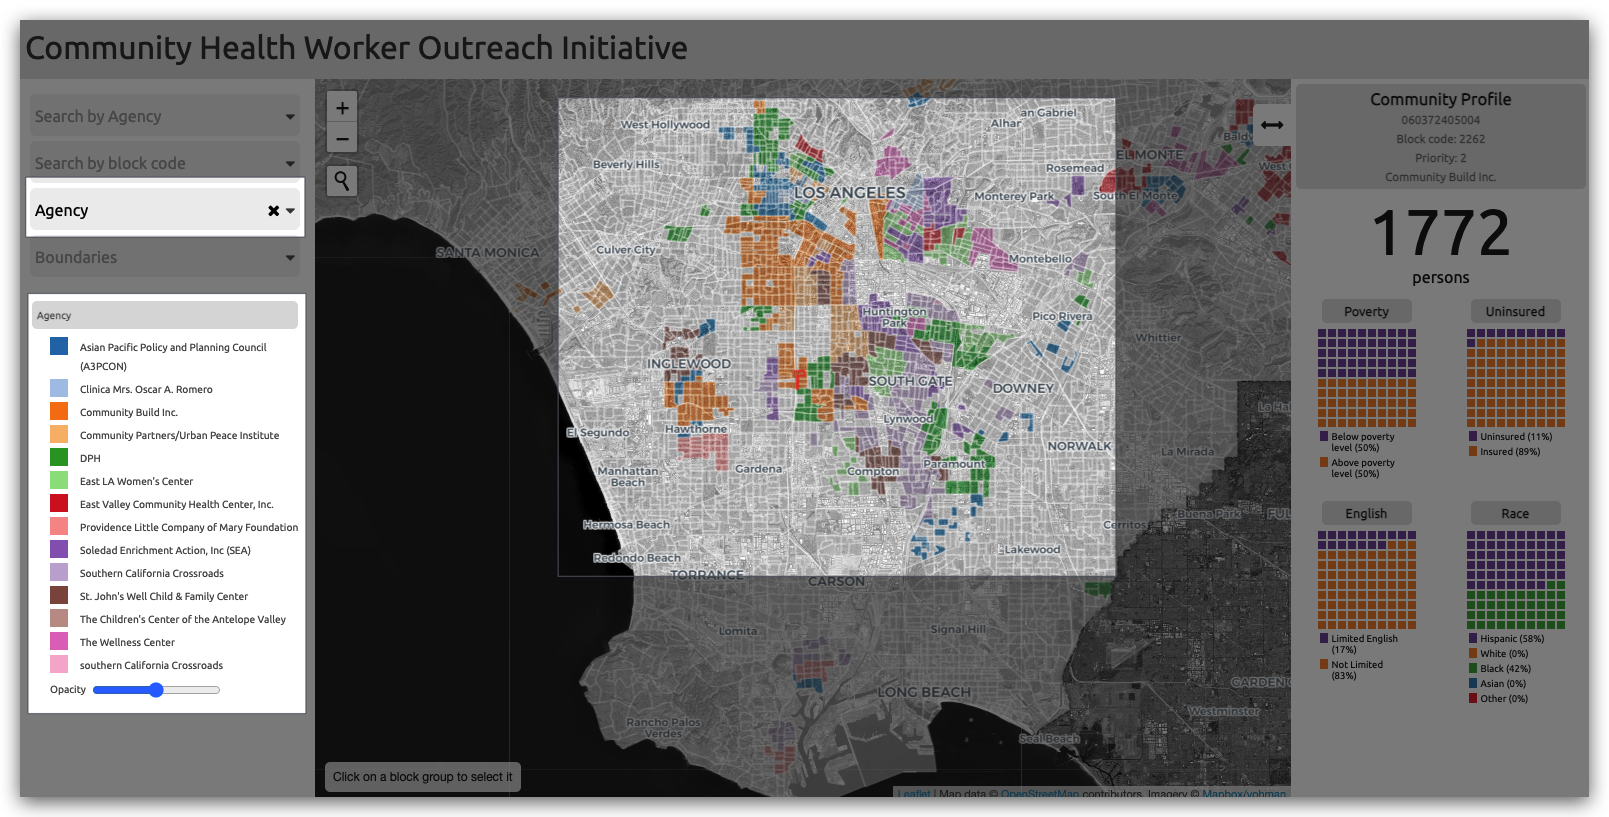 Community Health Worker Outreach Initiative
Search by Agency
Search by block code
Agency
Boundaries
Agency
Asian Pacific Policy and Planning Council
(A3PCON)
Clinica Mrs. Oscar A. Romero
Community Build Inc.
Community Partners/Urban Peace Institute
DPH
East LA Women's Center
East Valley Community Health Center, Inc.
Providence Little Company of Mary Foundation
Soledad Enrichment Action, Inc (SEA)
Southern California Crossroads
St. John's Well Child & Family Center
The Children's Center of the Antelope Valley
The Wellness Center
southern California Crossroads
Opacity
+
−
West Hollywood
an Gabriel
Alhar
Beverly Hills
Rosemead
EL MONTE
Baldw
West
LOS ANGELES
Monterey Park
South El Monte
SANTA MONICA
Culver City
Montebello
Huntington
Park
Pico Rivera
Whittier
INGLEWOOD
SOUTH GATE
DOWNEY
La Hab
Lynwood
Hawthorne
El Segundo
NORWALK
La Mirada
Manhattan
Beach
Gardena
Compton
Paramount
Hermosa Beach
Cerritos
Buena Park
FUL
Redondo Beach
Lakewood
TORRANCE
CARSON
Lomita
Signal Hill
LONG BEACH
GARDEN G
Westminster
Rancho Palos
Verdes
Seal Beach
Click on a block group to select it
Leaflet | Map data © OpenStreetMap contributors, Imagery © Mapbox/yohman
Community Profile
060372405004
Block code: 2262
Priority: 2
Community Build Inc.
1772
persons
Poverty
Below poverty
level (50%)
Above poverty
level (50%)
Uninsured
Uninsured (11%)
Insured (89%)
English
Limited English
(17%)
Not Limited
(83%)
Race
Hispanic (58%)
White (0%)
Black (42%)
Asian (0%)
Other (0%)